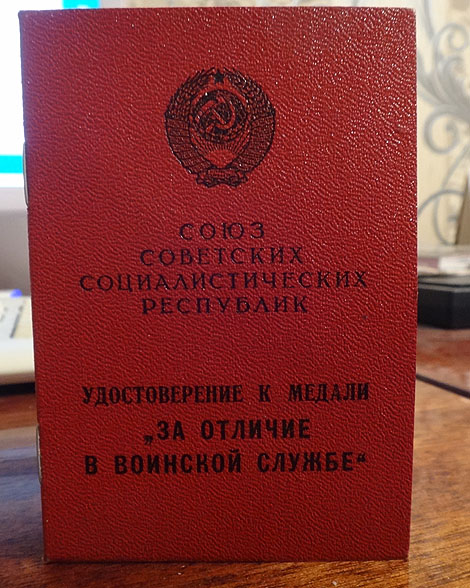 СОЮЗ
СОВЕТСКИХ
СОЦИАЛИСТИЧЕСКИХ
РЕСПУБЛИК
УДОСТОВЕРЕНИЕ К МЕДАЛИ
„ЗА ОТЛИЧИЕ
В ВОИНСКОЙ СЛУЖБЕ“